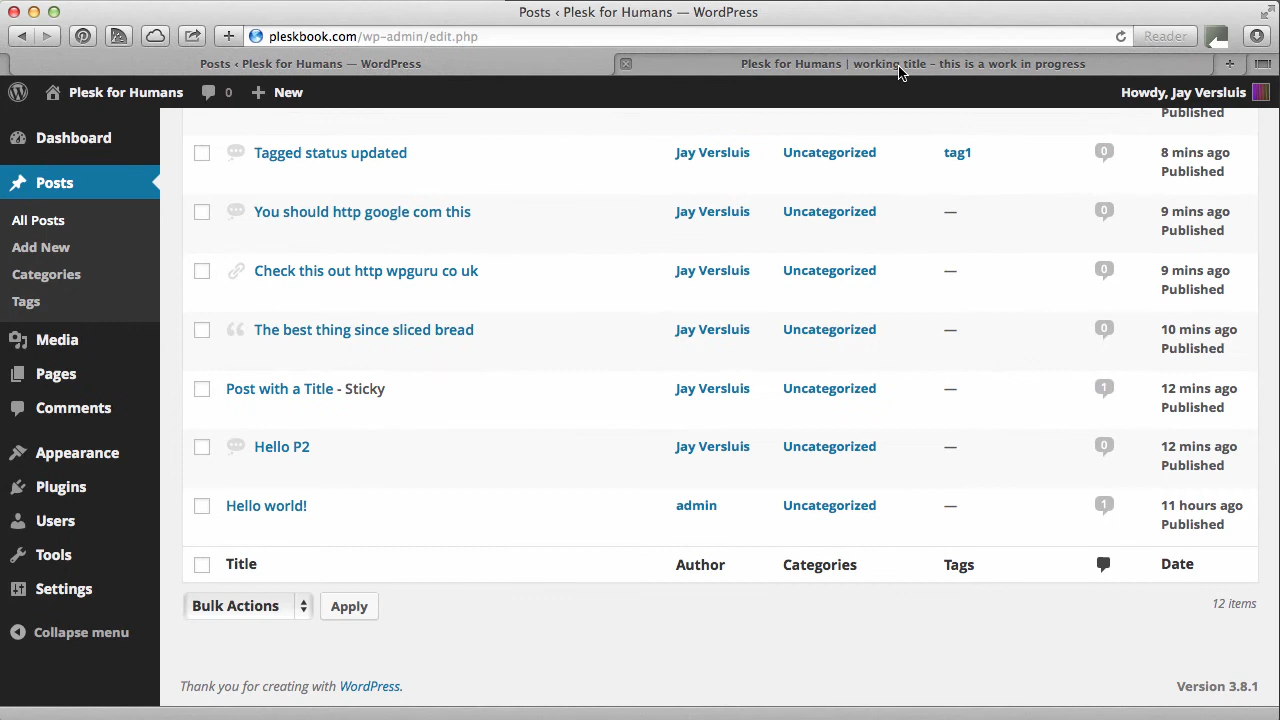 Posts ‹ Plesk for Humans — WordPress
pleskbook.com/wp-admin/edit.php
Reader
Posts ‹ Plesk for Humans — WordPress
Plesk for Humans | working title – this is a work in progress
Plesk for Humans 0 New
Howdy, Jay Versluis
Dashboard
Posts
All Posts
Add New
Categories
Tags
Media
Pages
Comments
Appearance
Plugins
Users
Tools
Settings
Collapse menu
Published
Tagged status updated Jay Versluis Uncategorized tag1 0 8 mins ago
Published
You should http google com this Jay Versluis Uncategorized — 0 9 mins ago
Published
Check this out http wpguru co uk Jay Versluis Uncategorized — 0 9 mins ago
Published
The best thing since sliced bread Jay Versluis Uncategorized — 0 10 mins ago
Published
Post with a Title - Sticky Jay Versluis Uncategorized — 1 12 mins ago
Published
Hello P2 Jay Versluis Uncategorized — 0 12 mins ago
Published
Hello world! admin Uncategorized — 1 11 hours ago
Published
Title Author Categories Tags Date
Bulk Actions Apply
12 items
Thank you for creating with WordPress.
Version 3.8.1